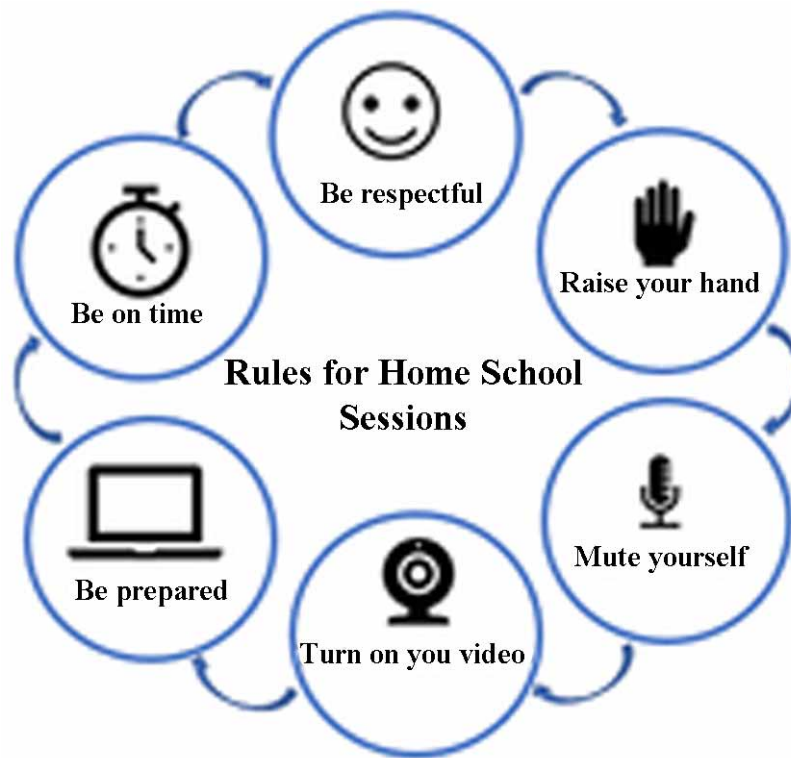 Be respectful
Raise your hand
Be on time
Rules for Home School
Sessions
Mute yourself
Be prepared
Turn on you video